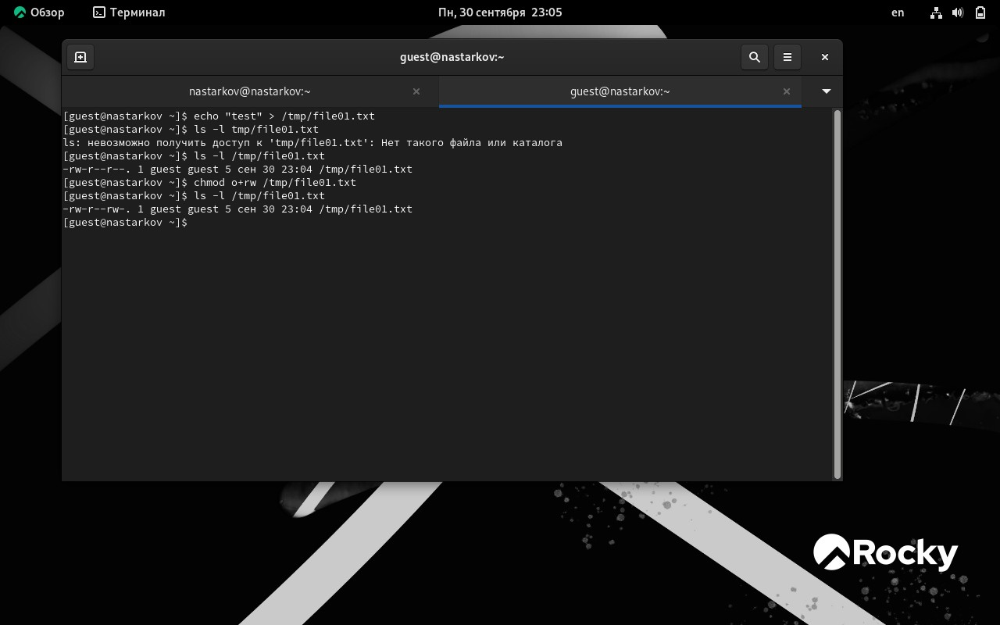 Обзор Терминал Пн, 30 сентября 23:05 en
guest@nastarkov:~
nastarkov@nastarkov:~ guest@nastarkov:~
[guest@nastarkov ~]$ echo "test" > /tmp/file01.txt
[guest@nastarkov ~]$ ls -l tmp/file01.txt
ls: невозможно получить доступ к 'tmp/file01.txt': Нет такого файла или каталога
[guest@nastarkov ~]$ ls -l /tmp/file01.txt
-rw-r--r--. 1 guest guest 5 сен 30 23:04 /tmp/file01.txt
[guest@nastarkov ~]$ chmod o+rw /tmp/file01.txt
[guest@nastarkov ~]$ ls -l /tmp/file01.txt
-rw-r--rw-. 1 guest guest 5 сен 30 23:04 /tmp/file01.txt
[guest@nastarkov ~]$
Rocky